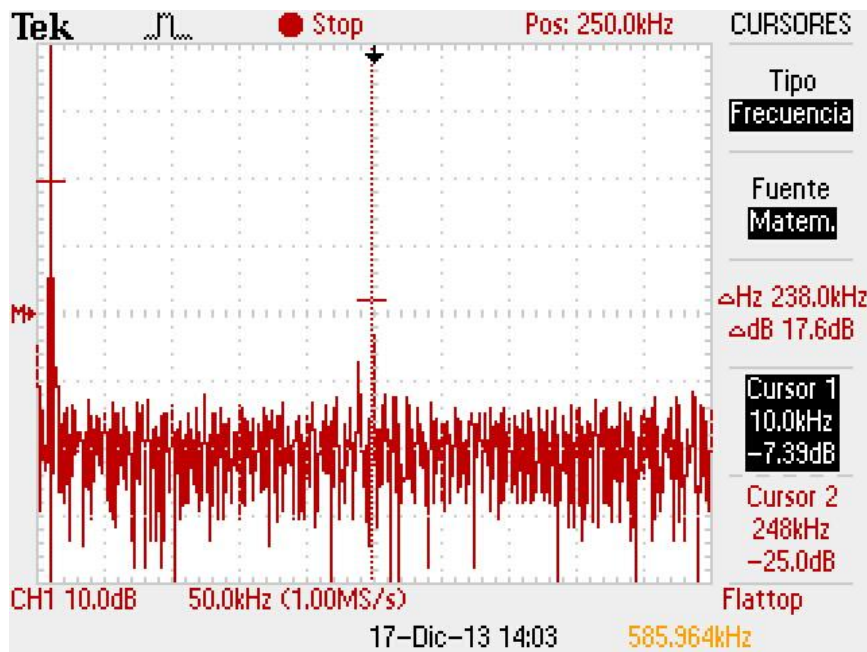 Tek Stop Pos: 250.0kHz CURSORES
Tipo
Frecuencia
Fuente
Matem.
M
△Hz 238.0kHz
△dB 17.6dB
Cursor 1
10.0kHz
-7.39dB
Cursor 2
248kHz
-25.0dB
CH1 10.0dB 50.0kHz (1.00MS/s) Flattop
17-Dic-13 14:03 585.964kHz